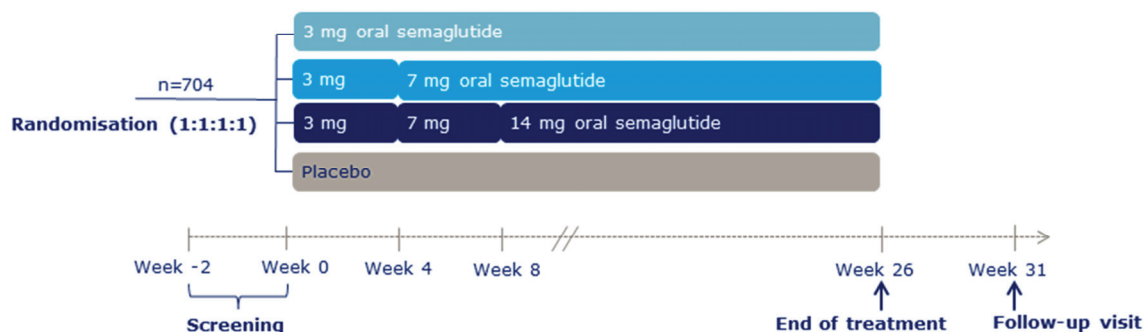 3 mg oral semaglutide
n=704
3 mg 7 mg oral semaglutide
Randomisation (1:1:1:1)
3 mg 7 mg 14 mg oral semaglutide
Placebo
Week -2 Week 0 Week 4 Week 8 Week 26 Week 31
Screening End of treatment Follow-up visit